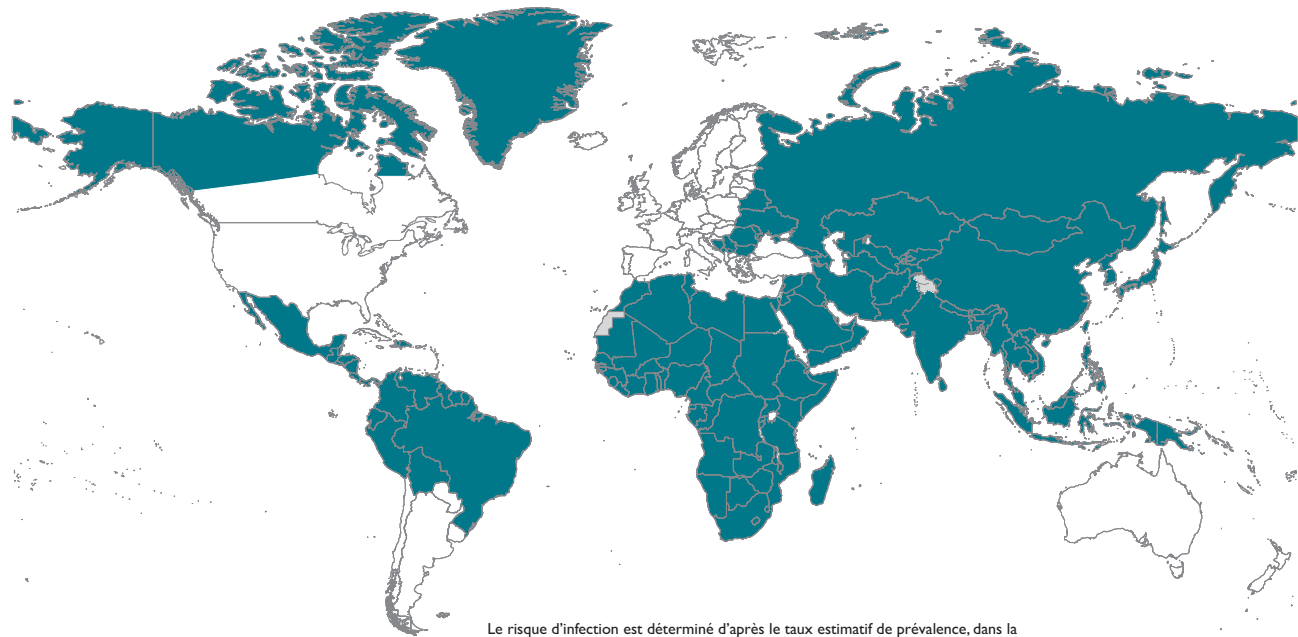 Le risque d'infection est déterminé d'après le taux estimatif de prévalence, dans la